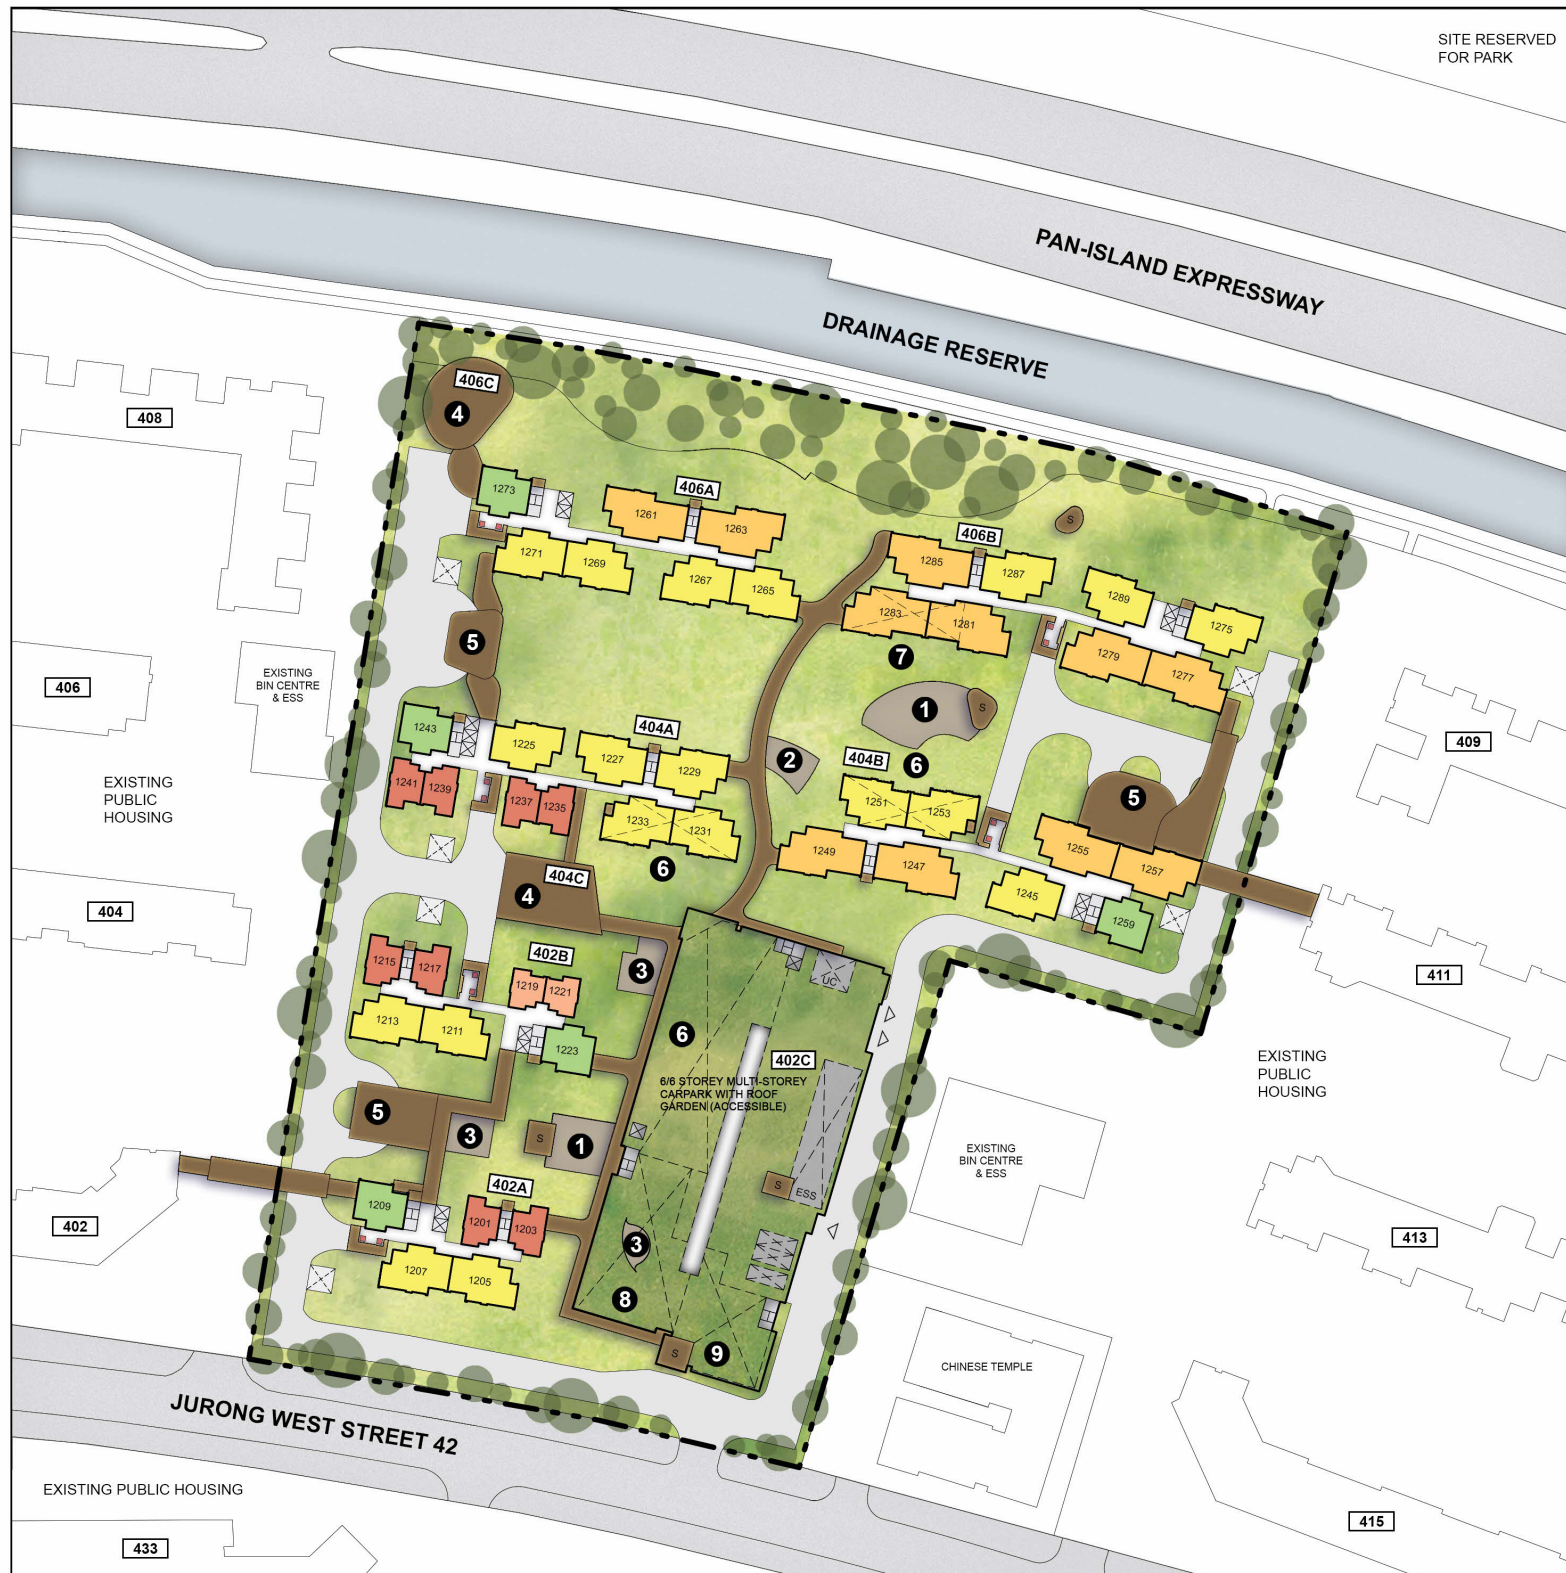 SITE RESERVED
FOR PARK
PAN-ISLAND EXPRESSWAY
DRAINAGE RESERVE
406C
4
408
1273
406A
1261
1263
1271
1269
1267
1265
S
406B
1285
1287
1289
1275
1283
1281
1279
1277
7
5
406
EXISTING
BIN CENTRE
& ESS
1
S
1243
404A
1225
1227
1229
2
404B
6
409
1241
1239
1237
1235
1233
1231
1251
1253
5
EXISTING
PUBLIC
HOUSING
6
1249
1247
1255
1257
1245
1259
404C
4
404
402B
3
1215
1217
1219
1221
1213
1211
1223
UC
411
6
402C
6/6 STOREY MULTI-STOREY
CARPARK WITH ROOF
GARDEN (ACCESSIBLE)
EXISTING
PUBLIC
HOUSING
5
3
S
1
EXISTING
BIN CENTRE
& ESS
402A
S
ESS
1209
1201
1203
402
3
413
1207
1205
8
S
9
CHINESE TEMPLE
JURONG WEST STREET 42
EXISTING PUBLIC HOUSING
433
415